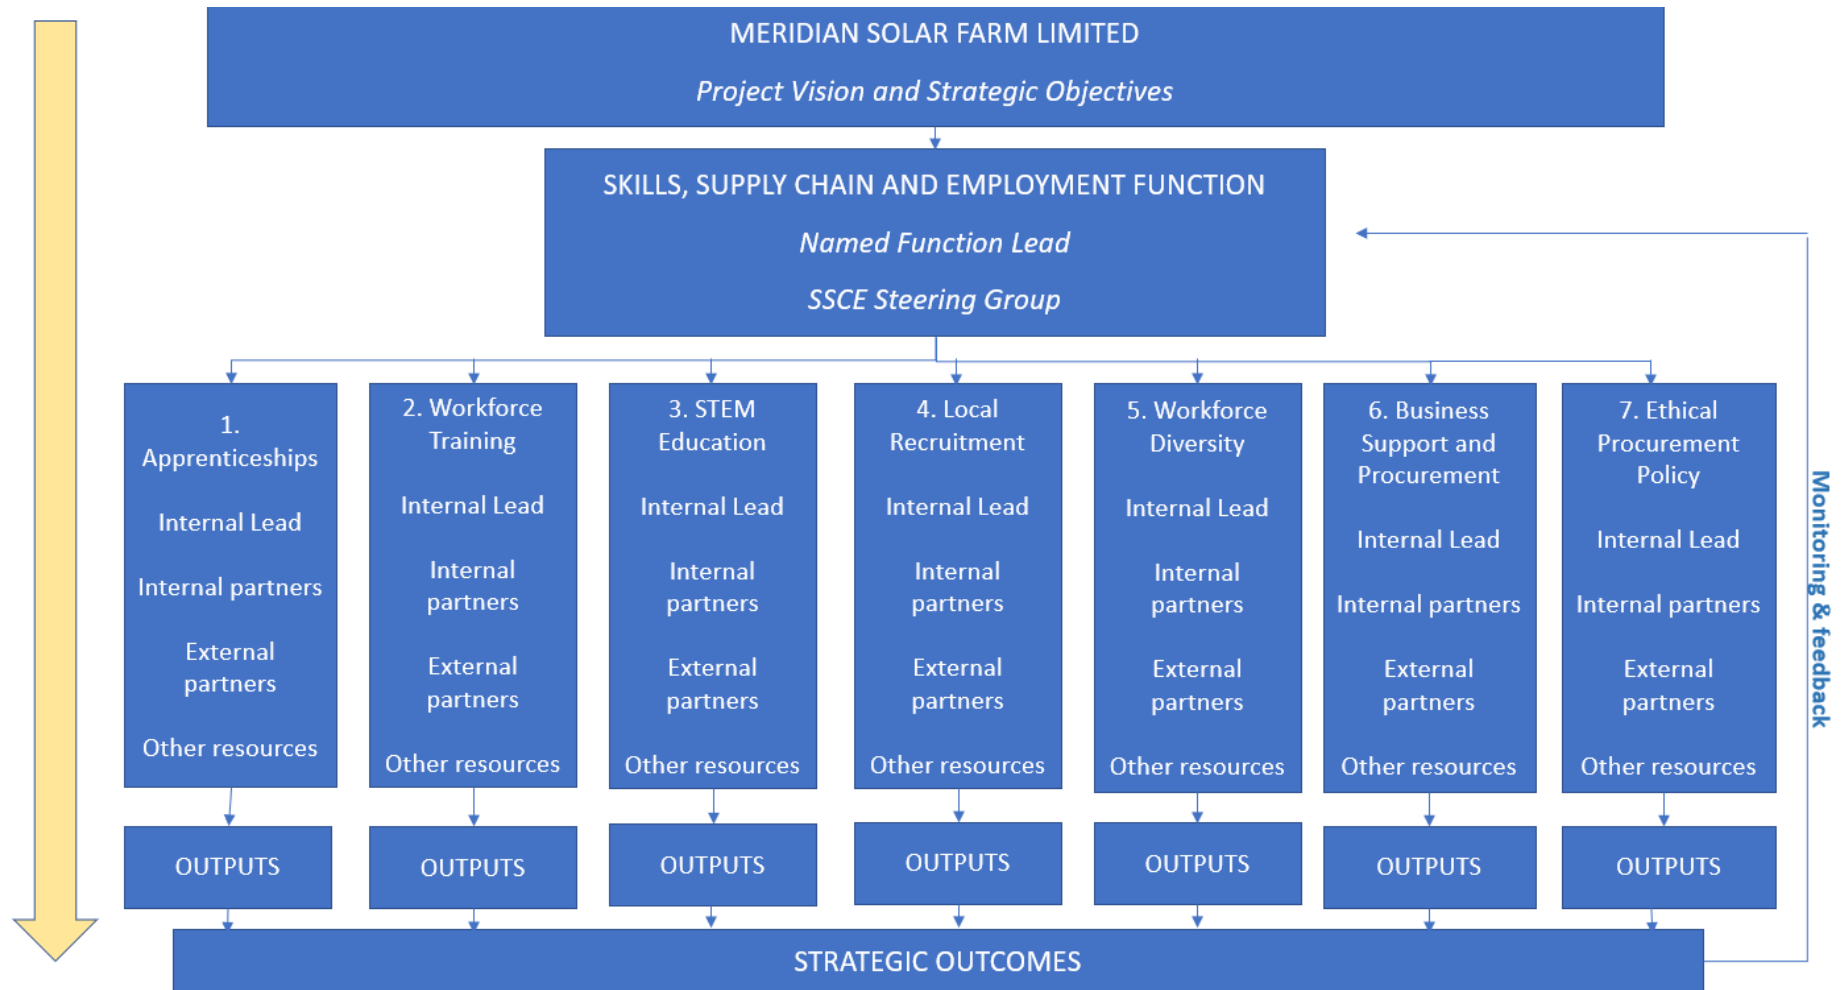 MERIDIAN SOLAR FARM LIMITED
Project Vision and Strategic Objectives
SKILLS, SUPPLY CHAIN AND EMPLOYMENT FUNCTION
Named Function Lead
SSCE Steering Group
1.
Apprenticeships
Internal Lead
Internal partners
External
partners
Other resources
2. Workforce
Training
Internal Lead
Internal
partners
External
partners
Other resources
3. STEM
Education
Internal Lead
Internal
partners
External
partners
Other resources
4. Local
Recruitment
Internal Lead
Internal
partners
External
partners
Other resources
5. Workforce
Diversity
Internal Lead
Internal
partners
External
partners
Other resources
6. Business
Support and
Procurement
Internal Lead
Internal partners
External
partners
Other resources
7. Ethical
Procurement
Policy
Internal Lead
Internal partners
External
partners
Other resources
Monitoring & feedback
OUTPUTS
OUTPUTS
OUTPUTS
OUTPUTS
OUTPUTS
OUTPUTS
OUTPUTS
STRATEGIC OUTCOMES